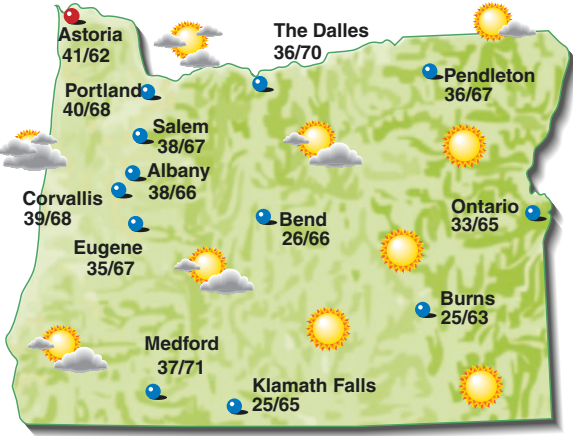 Astoria
41/62
The Dalles
36/70
Pendleton
36/67
Portland
40/68
Salem
38/67
Albany
38/66
Corvallis
39/68
Eugene
35/67
Bend
26/66
Ontario
33/65
Burns
25/63
Medford
37/71
Klamath Falls
25/65